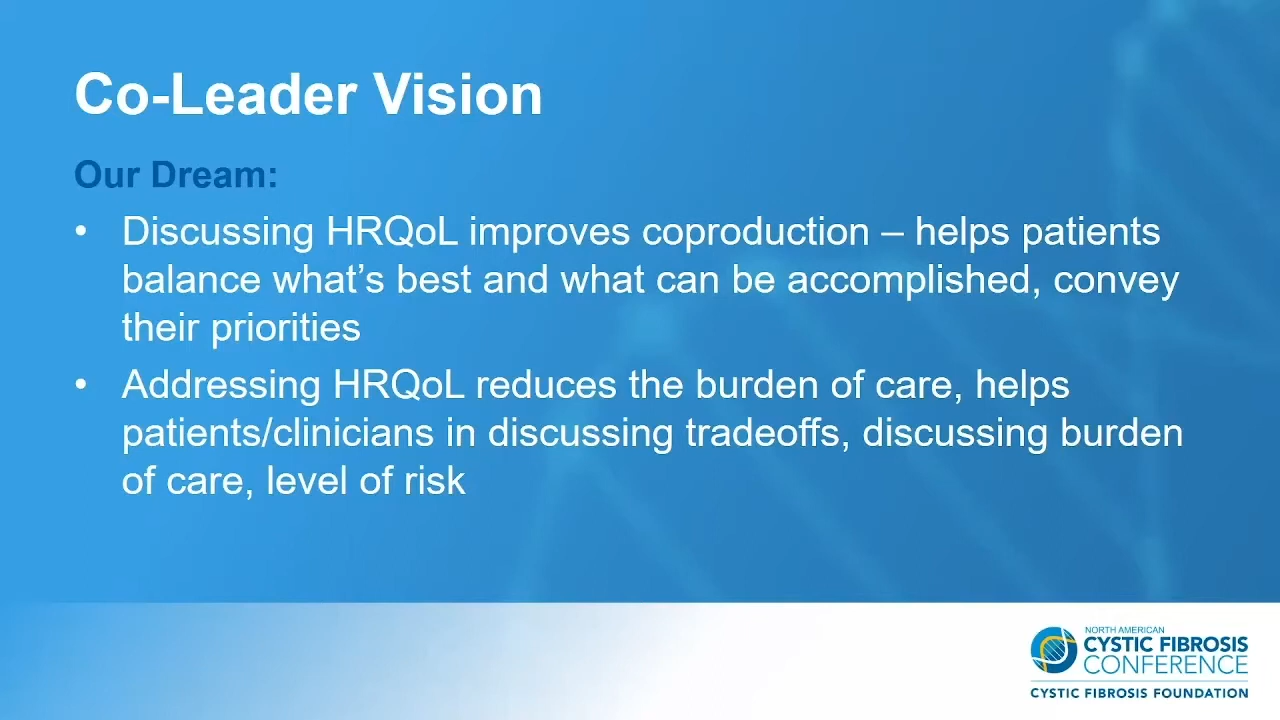 Co-Leader Vision
Our Dream:
• Discussing HRQoL improves coproduction – helps patients
balance what’s best and what can be accomplished, convey
their priorities
• Addressing HRQoL reduces the burden of care, helps
patients/clinicians in discussing tradeoffs, discussing burden
of care, level of risk
NORTH AMERICAN
CYSTIC FIBROSIS
CONFERENCE
CYSTIC FIBROSIS FOUNDATION